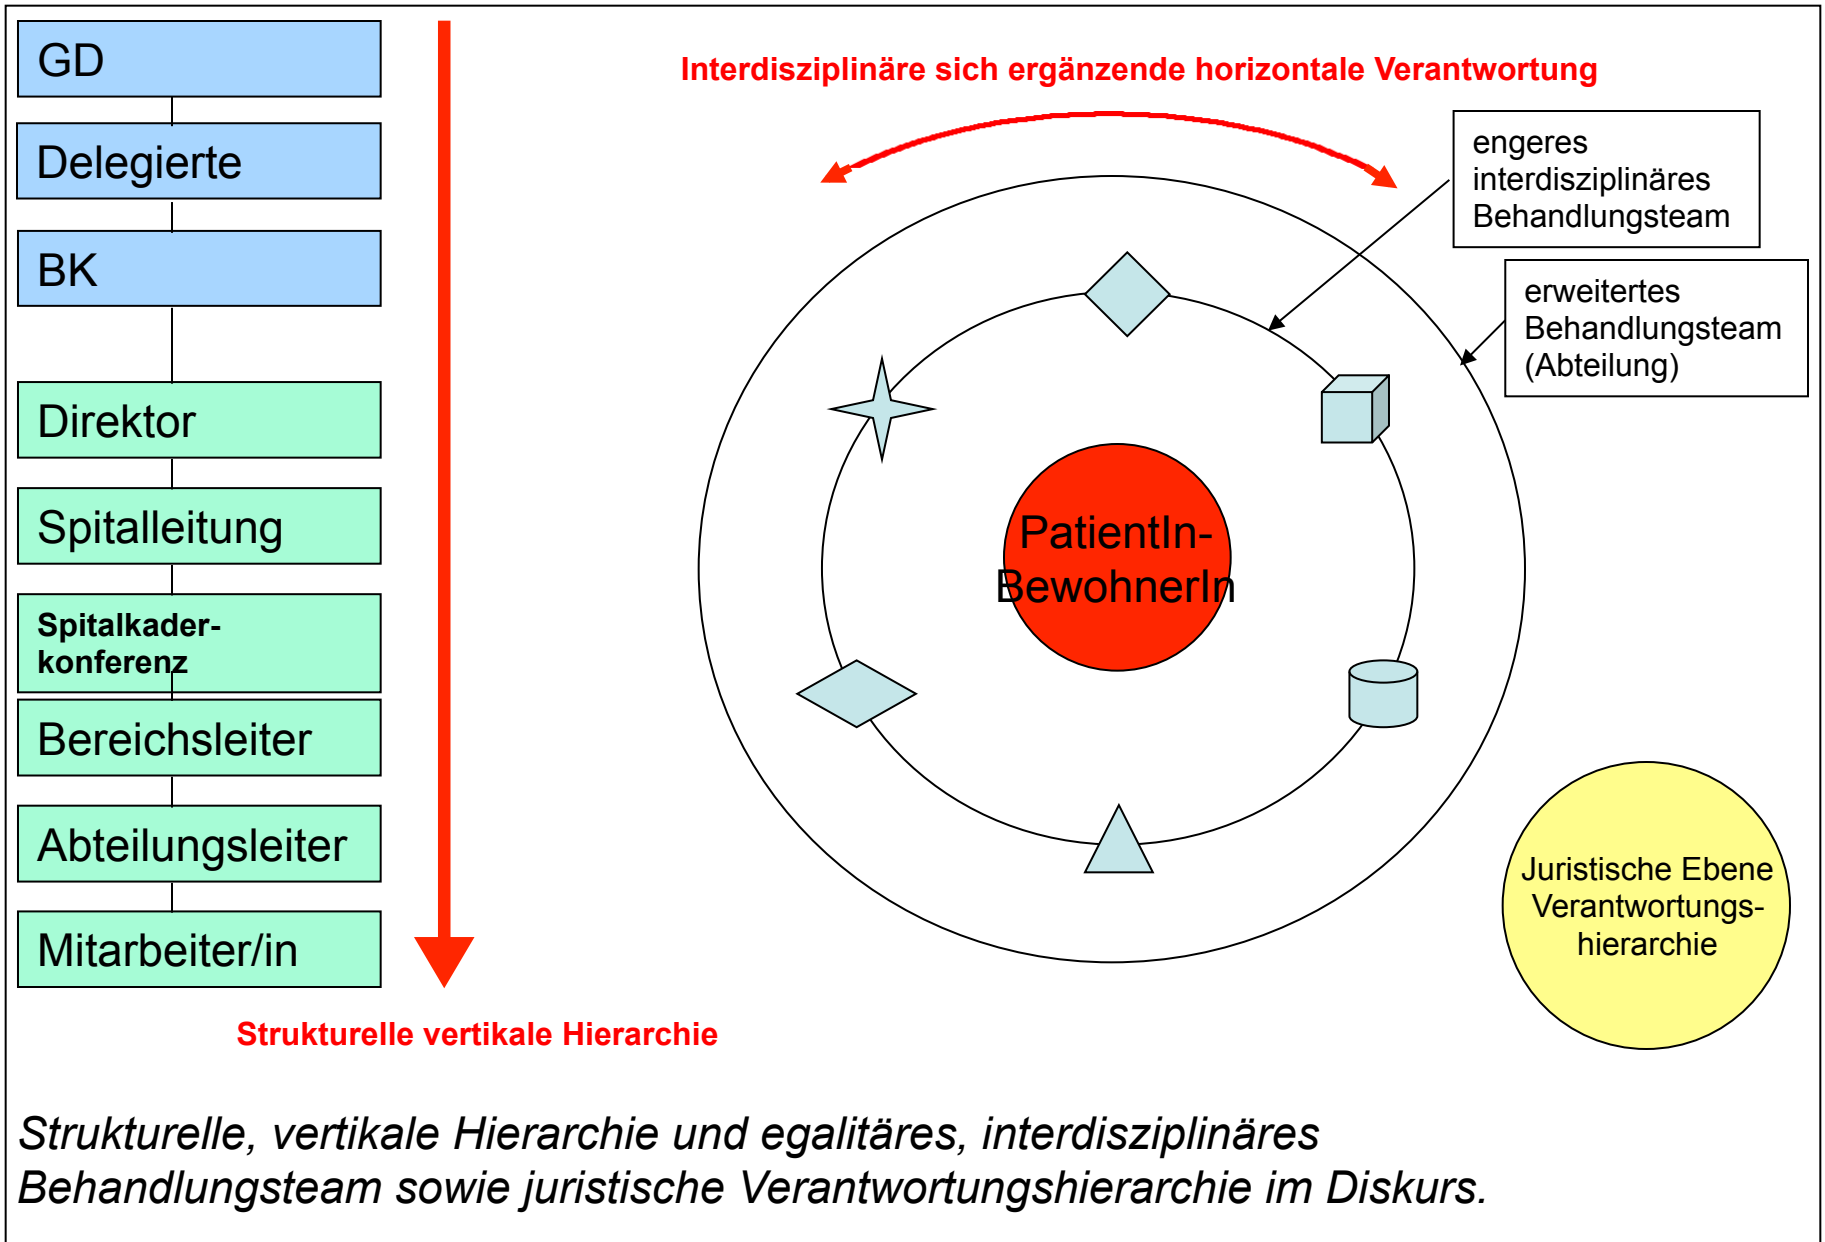 GD
Delegierte
BK
Direktor
Spitalleitung
Spitalkader-
konferenz
Bereichsleiter
Abteilungsleiter
Mitarbeiter/in
Strukturelle vertikale Hierarchie
Interdisziplinäre sich ergänzende horizontale Verantwortung
engeres
interdisziplinäres
Behandlungsteam
erweitertes
Behandlungsteam
(Abteilung)
PatientIn-
BewohnerIn
Juristische Ebene
Verantwortungs-
hierarchie
Strukturelle, vertikale Hierarchie und egalitäres, interdisziplinäres
Behandlungsteam sowie juristische Verantwortungshierarchie im Diskurs.